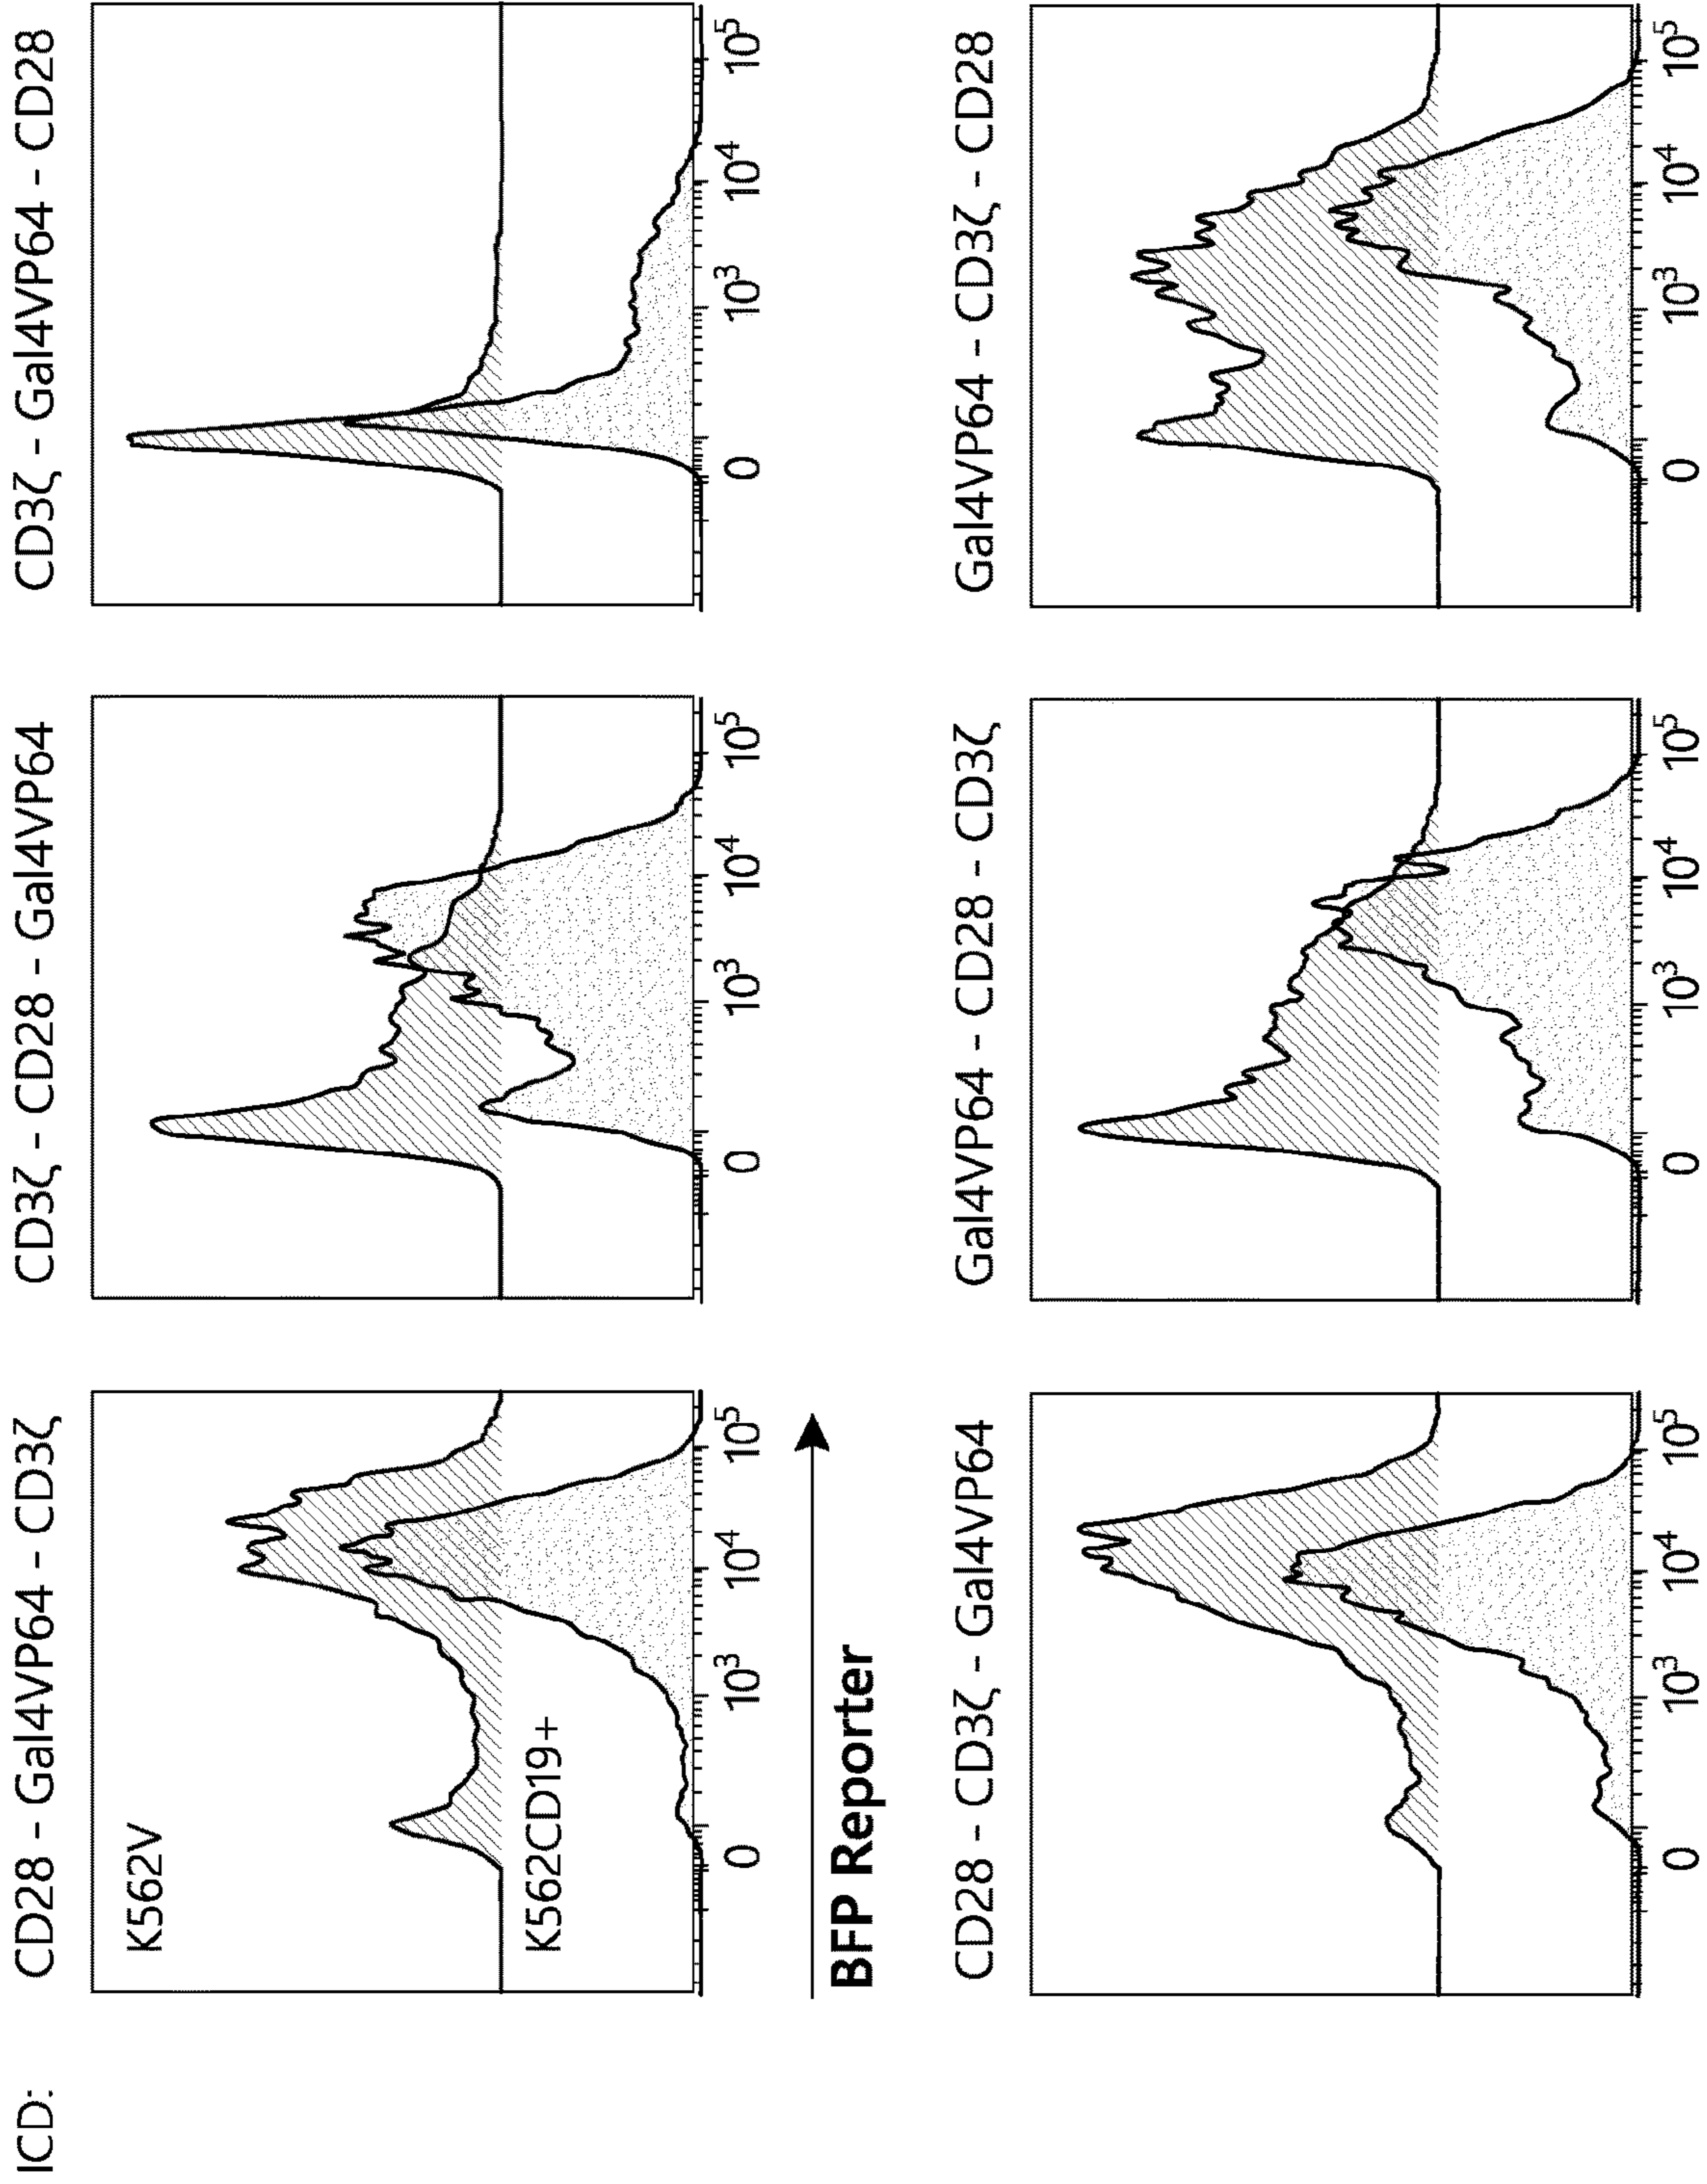 ICD:
CD28 - Gal4VP64 - CD3ζ
K562V
K562CD19+
0 10³ 10⁴ 10⁵
CD3ζ - CD28 - Gal4VP64
0 10³ 10⁴ 10⁵
CD3ζ - Gal4VP64 - CD28
0 10³ 10⁴ 10⁵
BFP Reporter
CD28 - CD3ζ - Gal4VP64
0 10³ 10⁴ 10⁵
Gal4VP64 - CD28 - CD3ζ
0 10³ 10⁴ 10⁵
Gal4VP64 - CD3ζ - CD28
0 10³ 10⁴ 10⁵